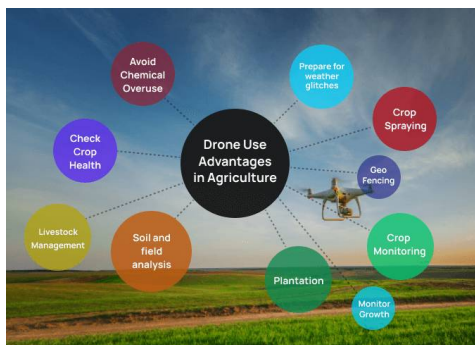 Avoid
Chemical
Overuse
Prepare for
weather
glitches
Crop
Spraying
Drone Use
Advantages
in Agriculture
Check
Crop
Health
Geo
Fencing
Livestock
Management
Soil and
field
analysis
Crop
Monitoring
Plantation
Monitor
Growth